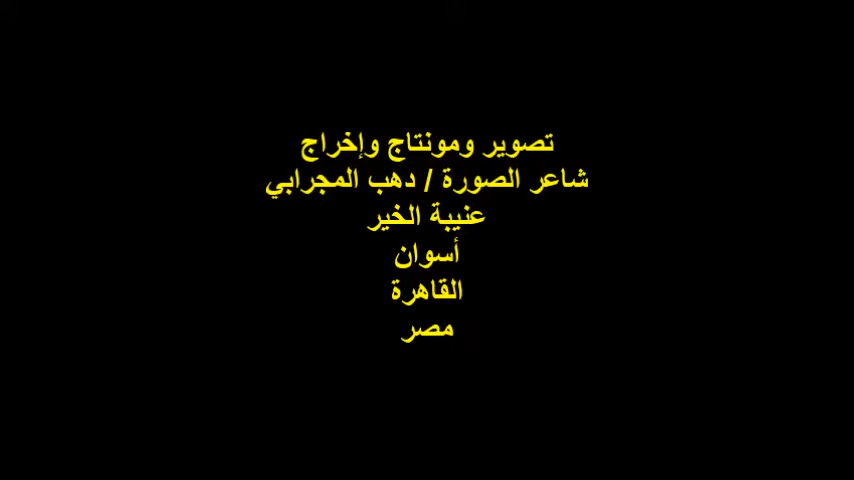 تصوير ومونتاج وإخراج
شاعر الصورة / دهب المجرابي
عنيبة الخير
أسوان
القاهرة
مصر